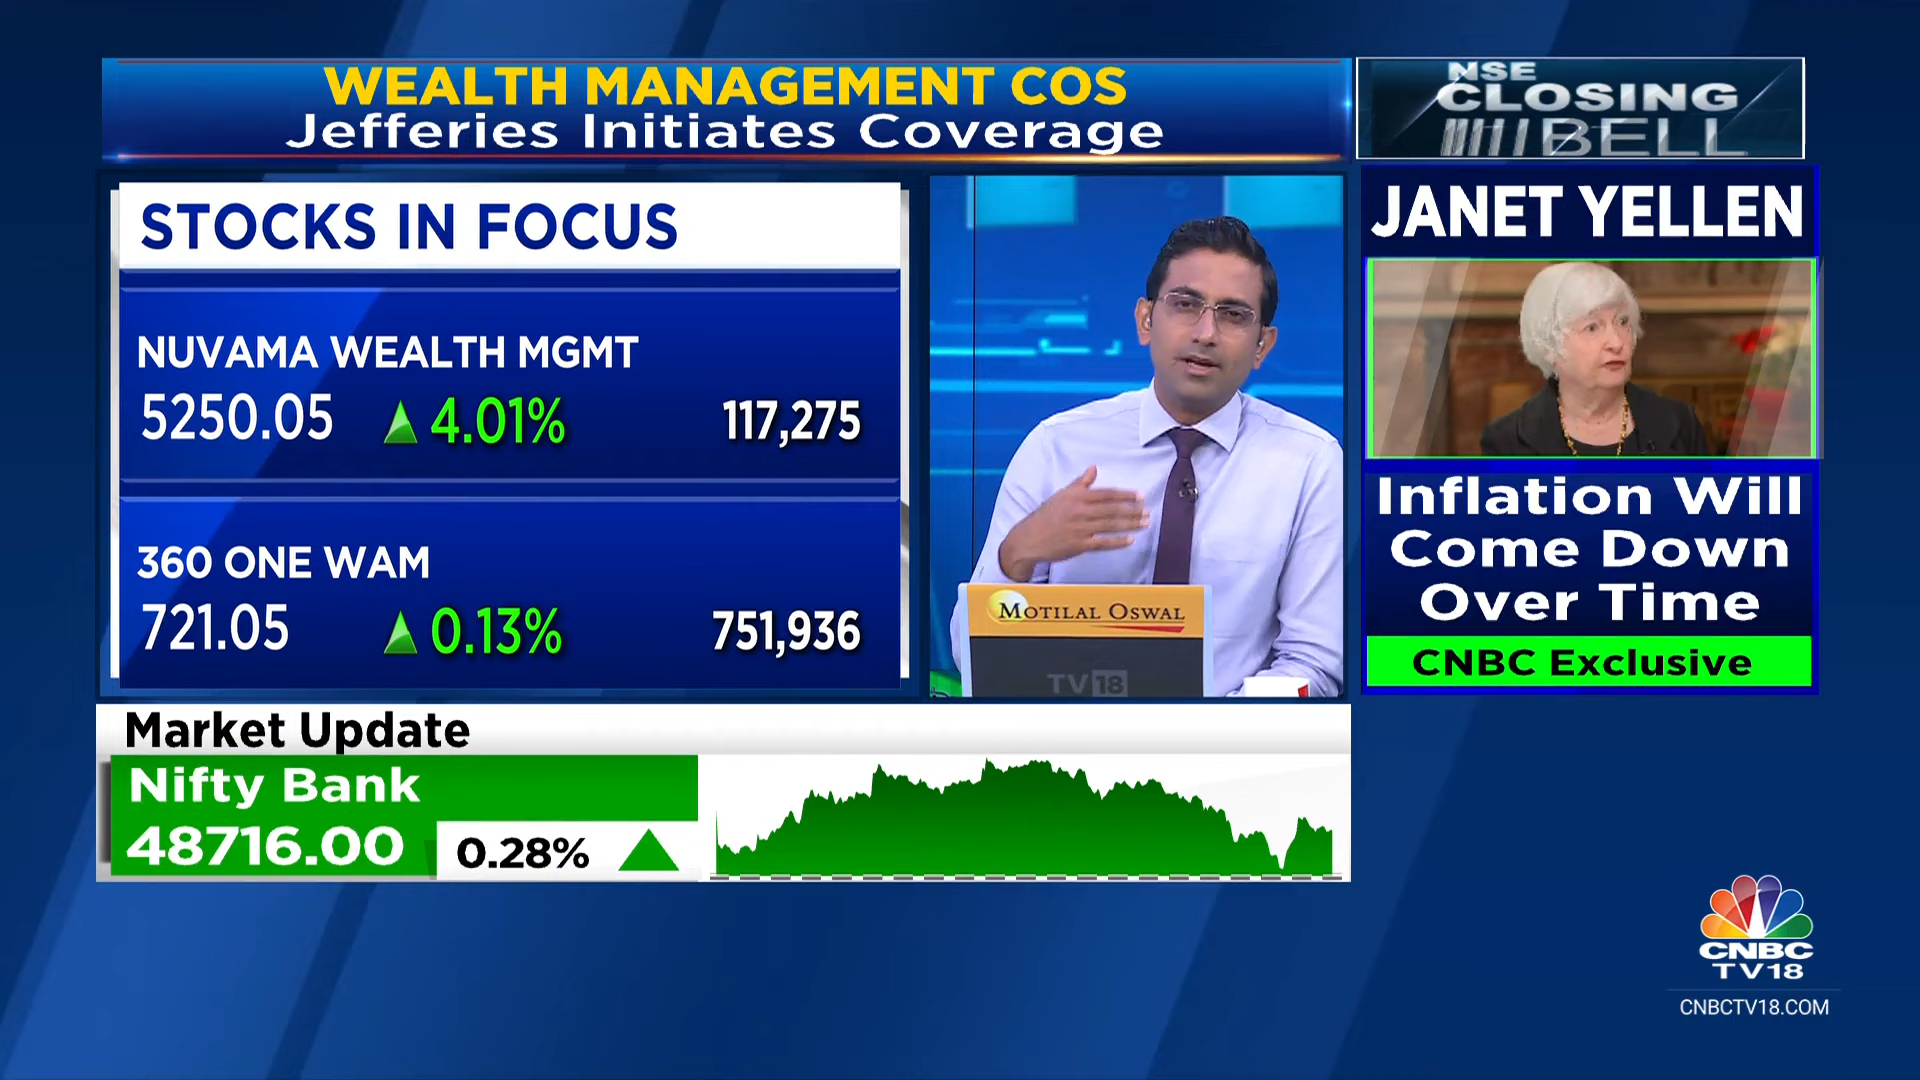 WEALTH MANAGEMENT COS
Jefferies Initiates Coverage
NSE
CLOSING
BELL
STOCKS IN FOCUS
NUVAMA WEALTH MGMT
5250.05 ▲ 4.01% 117,275
360 ONE WAM
721.05 ▲ 0.13% 751,936
MOTILAL OSWAL
TV18
JANET YELLEN
Inflation Will
Come Down
Over Time
CNBC Exclusive
Market Update
Nifty Bank
48716.00 0.28% ▲
CNBC
TV18
CNBCTV18.COM